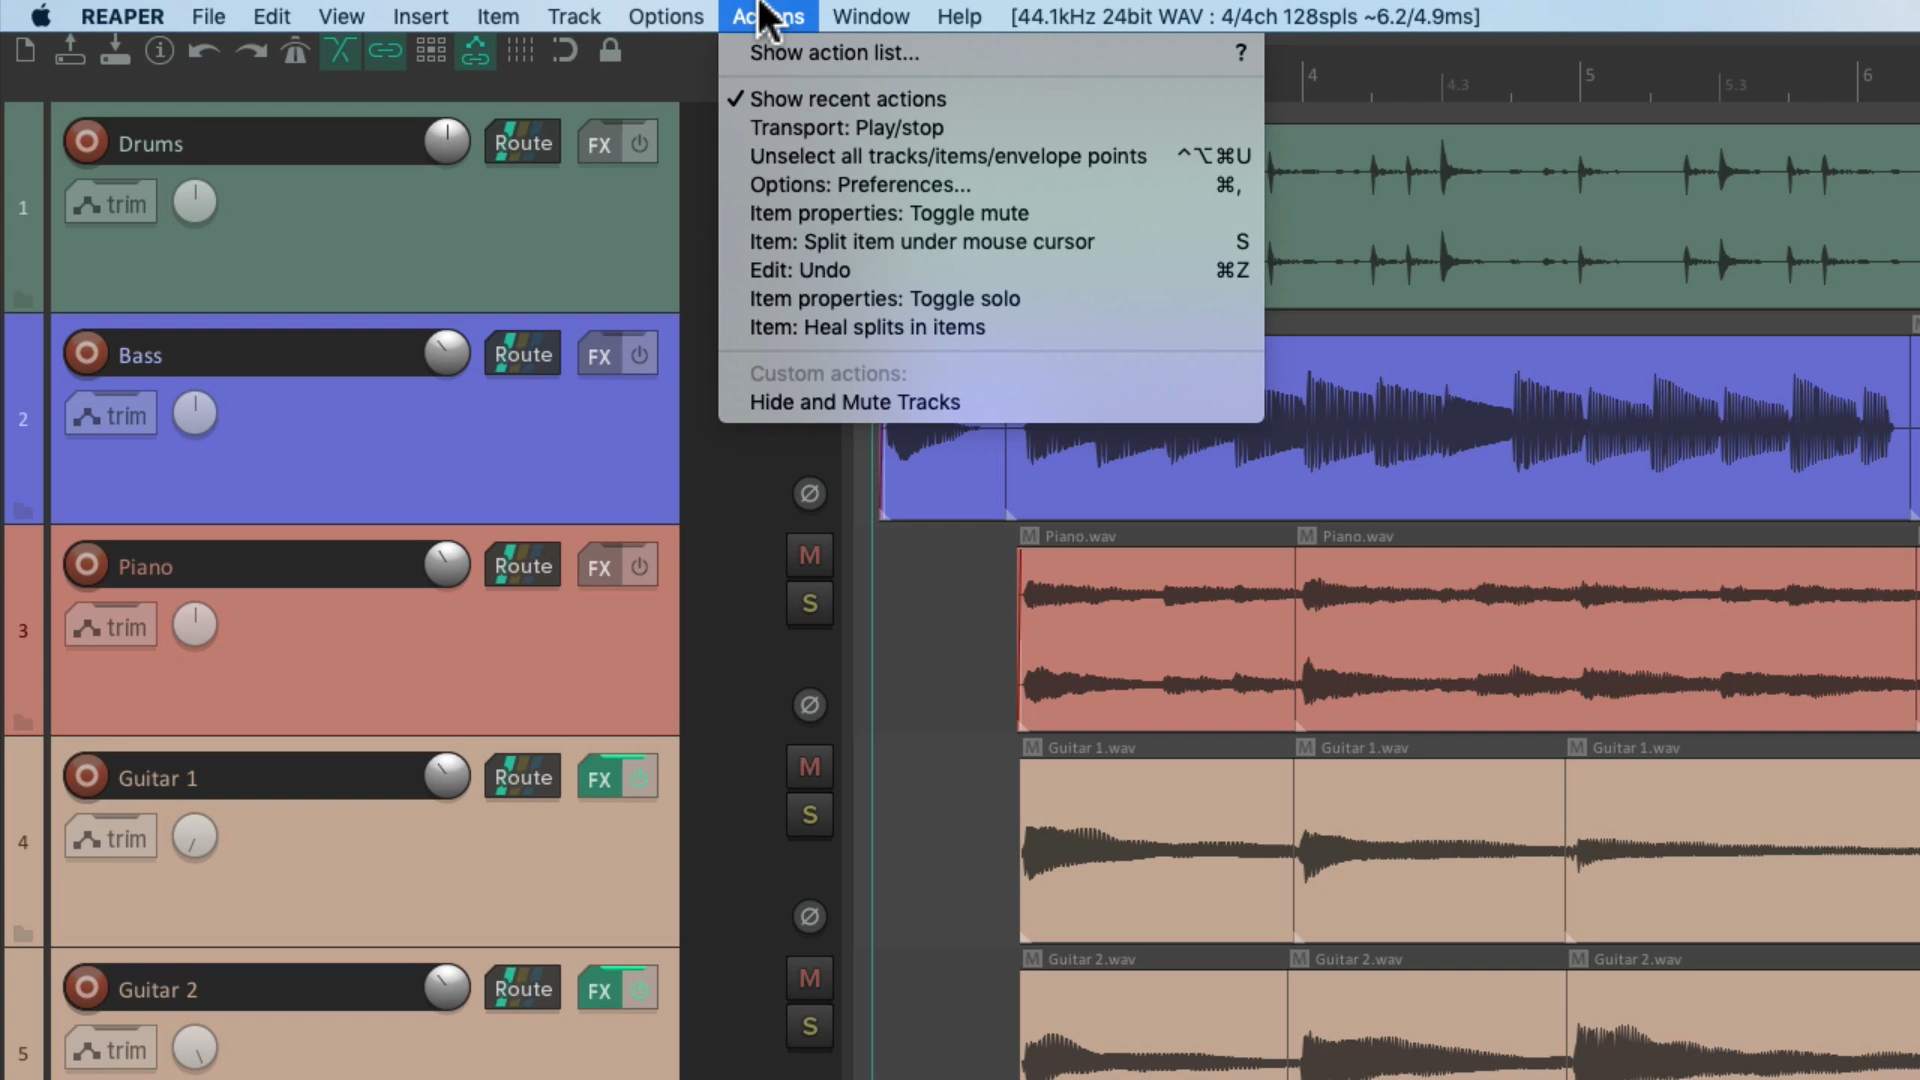 REAPER File Edit View Insert Item Track Options Actions Window Help [44.1kHz 24bit WAV : 4/4ch 128spls ~6.2/4.9ms]
Show action list... ?
✓ Show recent actions
Transport: Play/stop
Unselect all tracks/items/envelope points ^⌥⌘U
Options: Preferences... ⌘,
Item properties: Toggle mute
Item: Split item under mouse cursor S
Edit: Undo ⌘Z
Item properties: Toggle solo
Item: Heal splits in items
Custom actions:
Hide and Mute Tracks
4 4.3 5 5.3 6
1 Drums Route FX
trim
2 Bass Route FX
trim
3 Piano Route FX
trim
M
S
M Piano.wav M Piano.wav
4 Guitar 1 Route FX
trim
M
S
M Guitar 1.wav M Guitar 1.wav M Guitar 1.wav
5 Guitar 2 Route FX
trim
M
S
M Guitar 2.wav M Guitar 2.wav M Guitar 2.wav